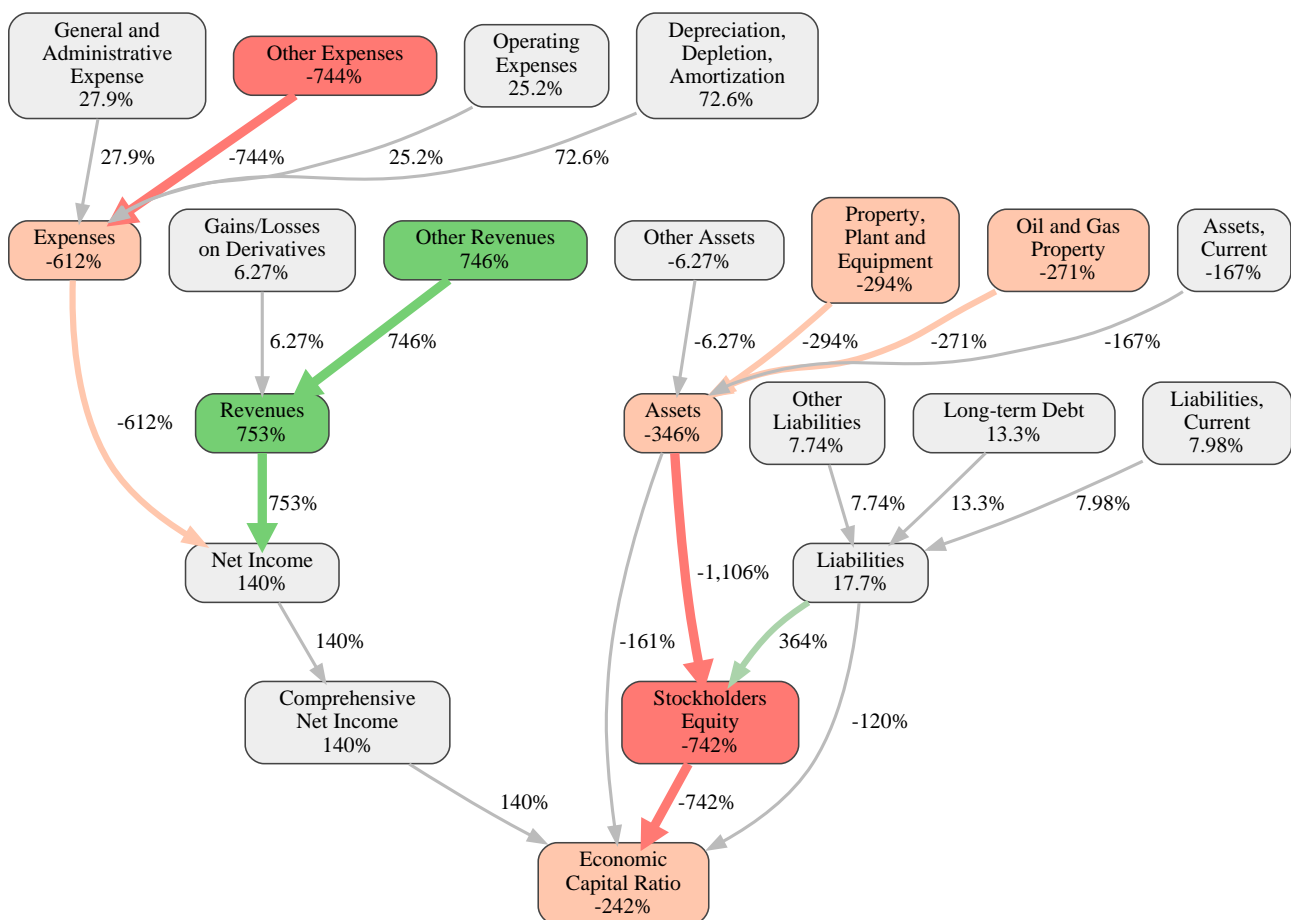 General and
Administrative
Expense
27.9%
Other Expenses
-744%
Operating
Expenses
25.2%
Depreciation,
Depletion,
Amortization
72.6%
27.9%
-744%
25.2%
72.6%
Expenses
-612%
Gains/Losses
on Derivatives
6.27%
Other Revenues
746%
Other Assets
-6.27%
Property,
Plant and
Equipment
-294%
Oil and Gas
Property
-271%
Assets,
Current
-167%
6.27%
746%
-6.27%
-294%
-271%
-167%
-612%
Revenues
753%
Assets
-346%
Other
Liabilities
7.74%
Long-term Debt
13.3%
Liabilities,
Current
7.98%
753%
7.74%
13.3%
7.98%
Net Income
140%
-1,106%
Liabilities
17.7%
140%
-161%
364%
Comprehensive
Net Income
140%
Stockholders
Equity
-742%
-120%
140%
-742%
Economic
Capital Ratio
-242%